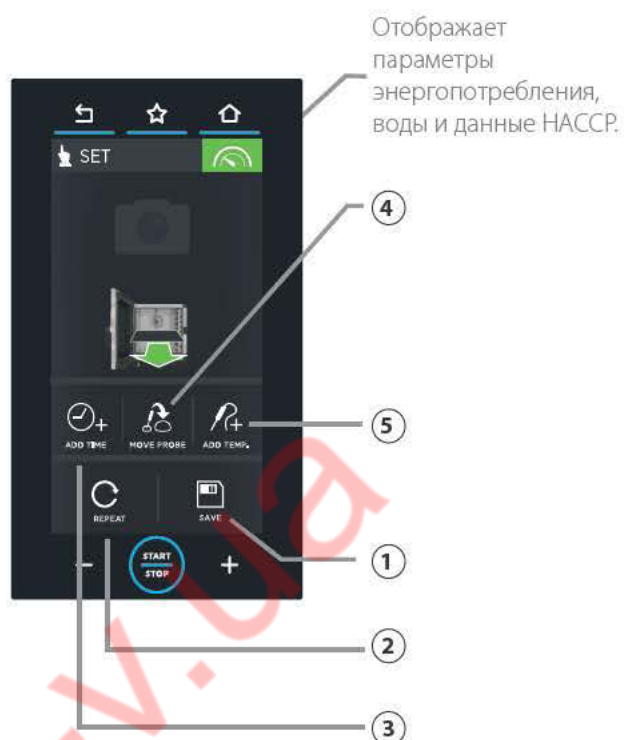 Отображает
параметры
энергопотребления,
воды и данные HACCP.
SET
4
ADD TIME
MOVE PROBE
ADD TEMP.
5
REPEAT
SAVE
START
STOP
- +
1
2
3
v.ua